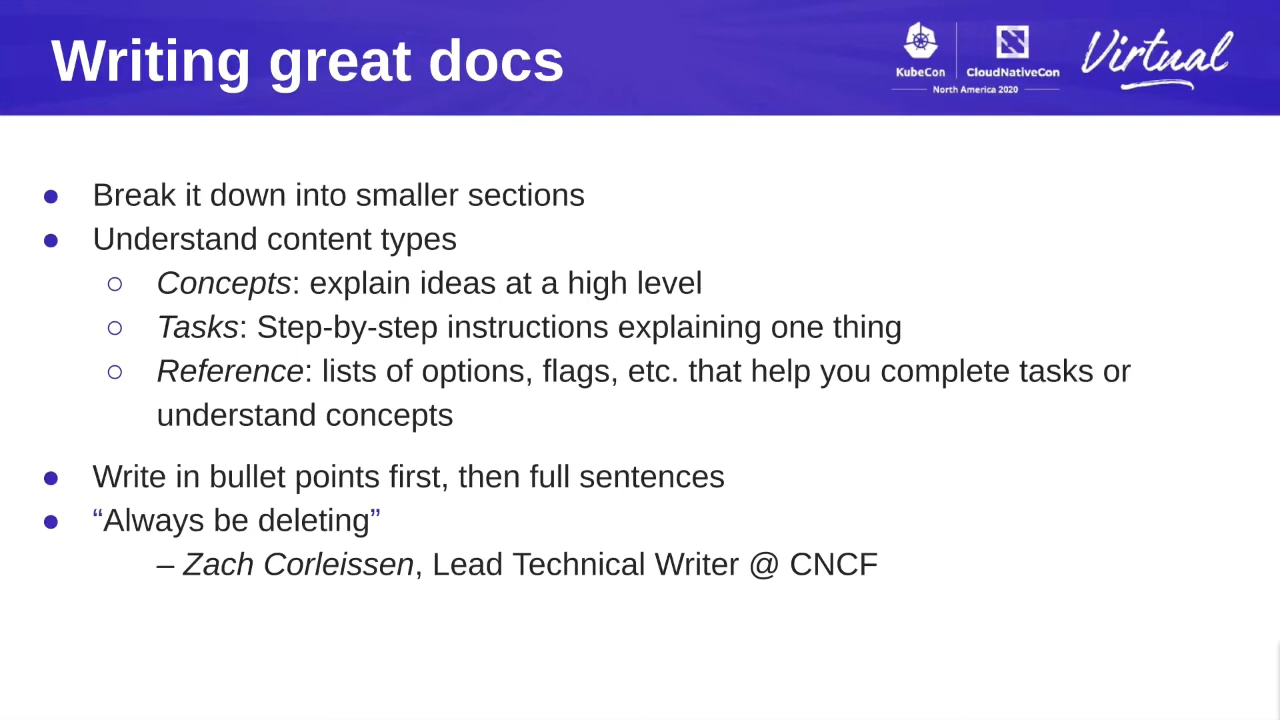 Writing great docs
KubeCon
CloudNativeCon
North America 2020
Virtual
● Break it down into smaller sections
● Understand content types
○ Concepts: explain ideas at a high level
○ Tasks: Step-by-step instructions explaining one thing
○ Reference: lists of options, flags, etc. that help you complete tasks or
understand concepts
● Write in bullet points first, then full sentences
● “Always be deleting”
– Zach Corleissen, Lead Technical Writer @ CNCF